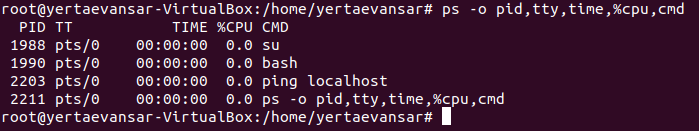 root@yertaevansar-VirtualBox:/home/yertaevansar# ps -o pid,tty,time,%cpu,cmd
  PID TT           TIME %CPU CMD
 1988 pts/0    00:00:00  0.0 su
 1990 pts/0    00:00:00  0.0 bash
 2203 pts/0    00:00:00  0.0 ping localhost
 2211 pts/0    00:00:00  0.0 ps -o pid,tty,time,%cpu,cmd
root@yertaevansar-VirtualBox:/home/yertaevansar#